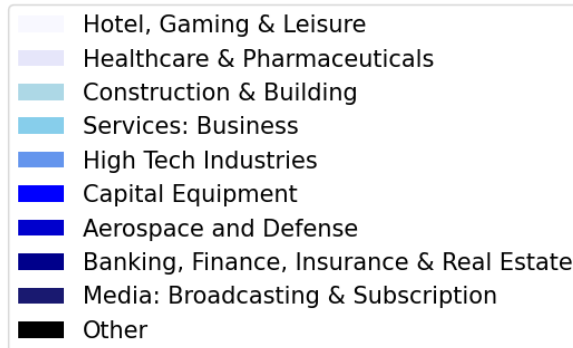 Hotel, Gaming & Leisure
Healthcare & Pharmaceuticals
Construction & Building
Services: Business
High Tech Industries
Capital Equipment
Aerospace and Defense
Banking, Finance, Insurance & Real Estate
Media: Broadcasting & Subscription
Other